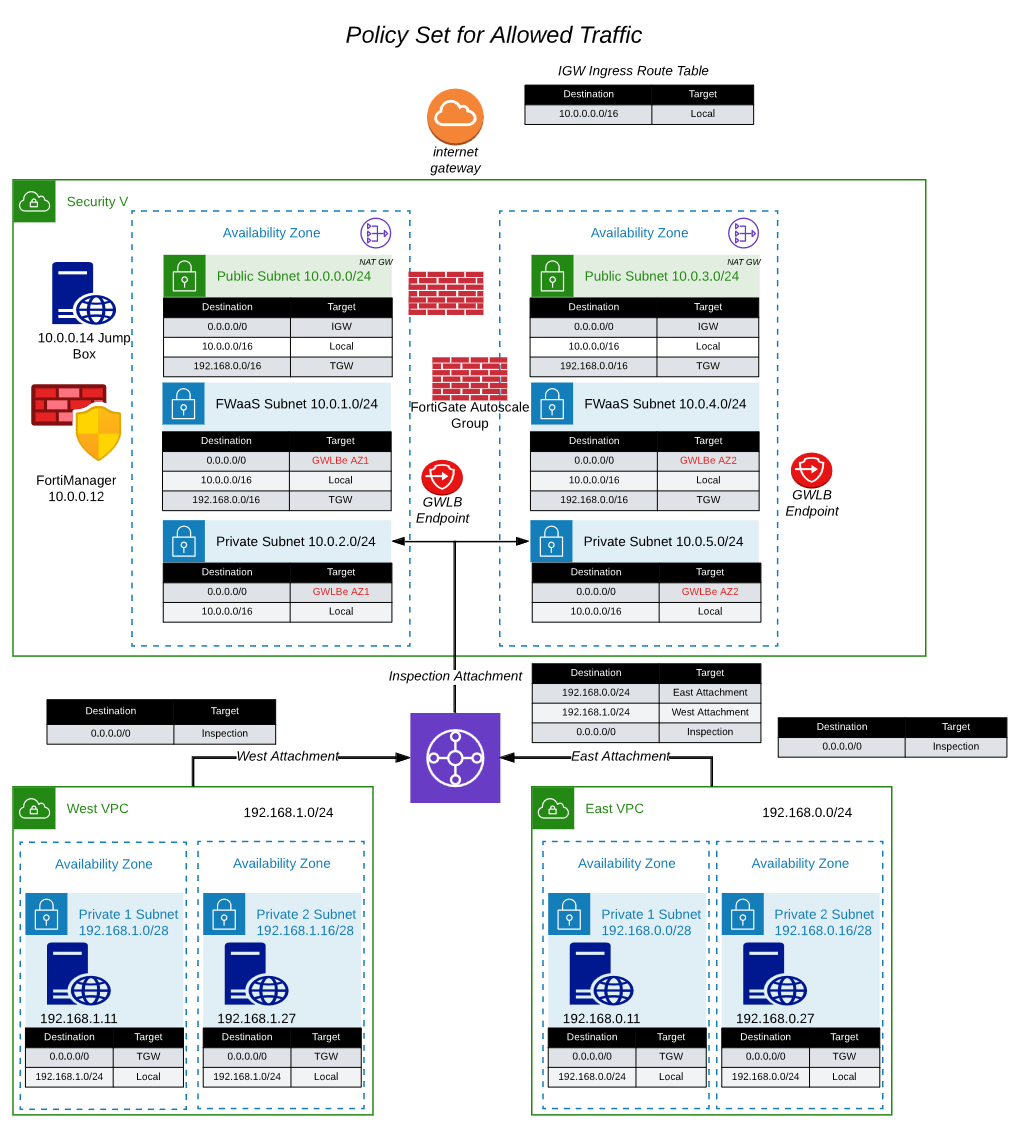 Policy Set for Allowed Traffic
IGW Ingress Route Table
Destination Target
10.0.0.0.0/16 Local
internet
gateway
Security V
Availability Zone
NAT GW
Public Subnet 10.0.0.0/24
Destination Target
0.0.0.0/0 IGW
10.0.0.0/16 Local
192.168.0.0/16 TGW
FWaaS Subnet 10.0.1.0/24
Destination Target
0.0.0.0/0 GWLBe AZ1
10.0.0.0/16 Local
192.168.0.0/16 TGW
Private Subnet 10.0.2.0/24
Destination Target
0.0.0.0/0 GWLBe AZ1
10.0.0.0/16 Local
10.0.0.14 Jump
Box
FortiManager
10.0.0.12
FortiGate Autoscale
Group
GWLB
Endpoint
Availability Zone
NAT GW
Public Subnet 10.0.3.0/24
Destination Target
0.0.0.0/0 IGW
10.0.0.0/16 Local
192.168.0.0/16 TGW
FWaaS Subnet 10.0.4.0/24
Destination Target
0.0.0.0/0 GWLBe AZ2
10.0.0.0/16 Local
192.168.0.0/16 TGW
Private Subnet 10.0.5.0/24
Destination Target
0.0.0.0/0 GWLBe AZ2
10.0.0.0/16 Local
GWLB
Endpoint
Inspection Attachment
Destination Target
192.168.0.0/24 East Attachment
192.168.1.0/24 West Attachment
0.0.0.0/0 Inspection
Destination Target
0.0.0.0/0 Inspection
West Attachment
East Attachment
Destination Target
0.0.0.0/0 Inspection
West VPC
192.168.1.0/24
Availability Zone
Private 1 Subnet
192.168.1.0/28
192.168.1.11
Destination Target
0.0.0.0/0 TGW
192.168.1.0/24 Local
Availability Zone
Private 2 Subnet
192.168.1.16/28
192.168.1.27
Destination Target
0.0.0.0/0 TGW
192.168.1.0/24 Local
East VPC
192.168.0.0/24
Availability Zone
Private 1 Subnet
192.168.0.0/28
192.168.0.11
Destination Target
0.0.0.0/0 TGW
192.168.0.0/24 Local
Availability Zone
Private 2 Subnet
192.168.0.16/28
192.168.0.27
Destination Target
0.0.0.0/0 TGW
192.168.0.0/24 Local